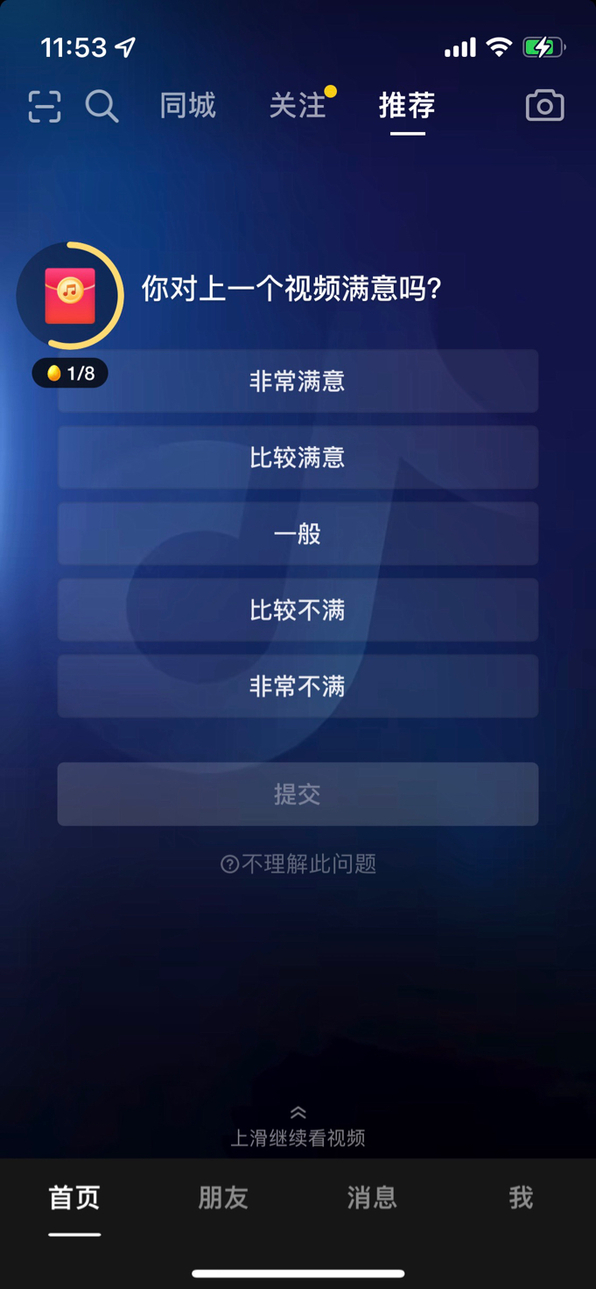 11:53
同城 关注 推荐
你对上一个视频满意吗?
1/8
非常满意
比较满意
一般
比较不满
非常不满
提交
?不理解此问题
上滑继续看视频
首页 朋友 消息 我